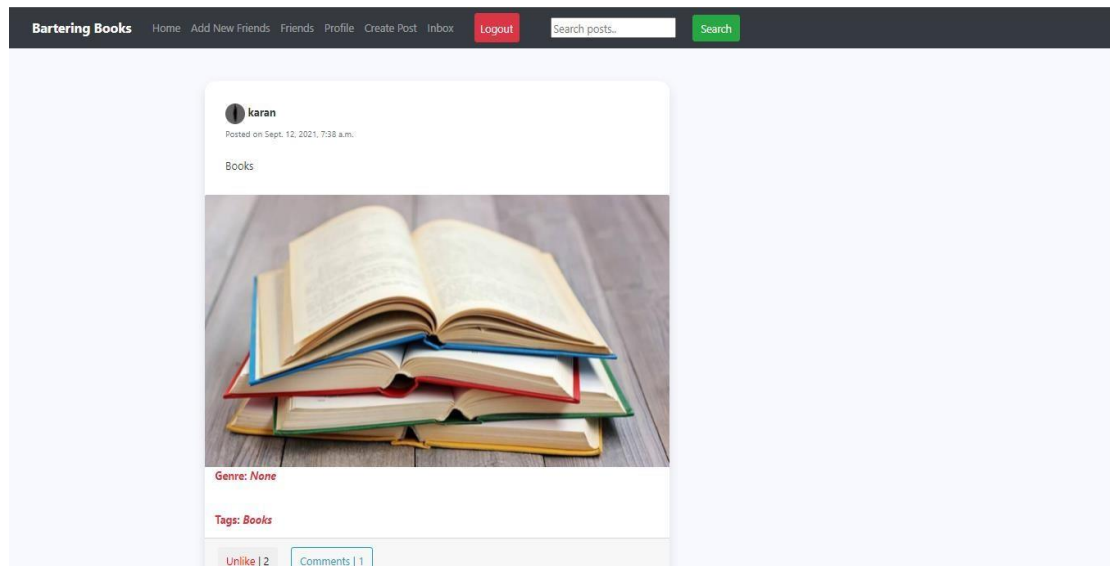 Bartering Books Home Add New Friends Friends Profile Create Post Inbox Logout Search posts.. Search
karan
Posted on Sept. 12, 2021, 7:38 a.m.
Books
Genre: None
Tags: Books
Unlike | 2 Comments | 1